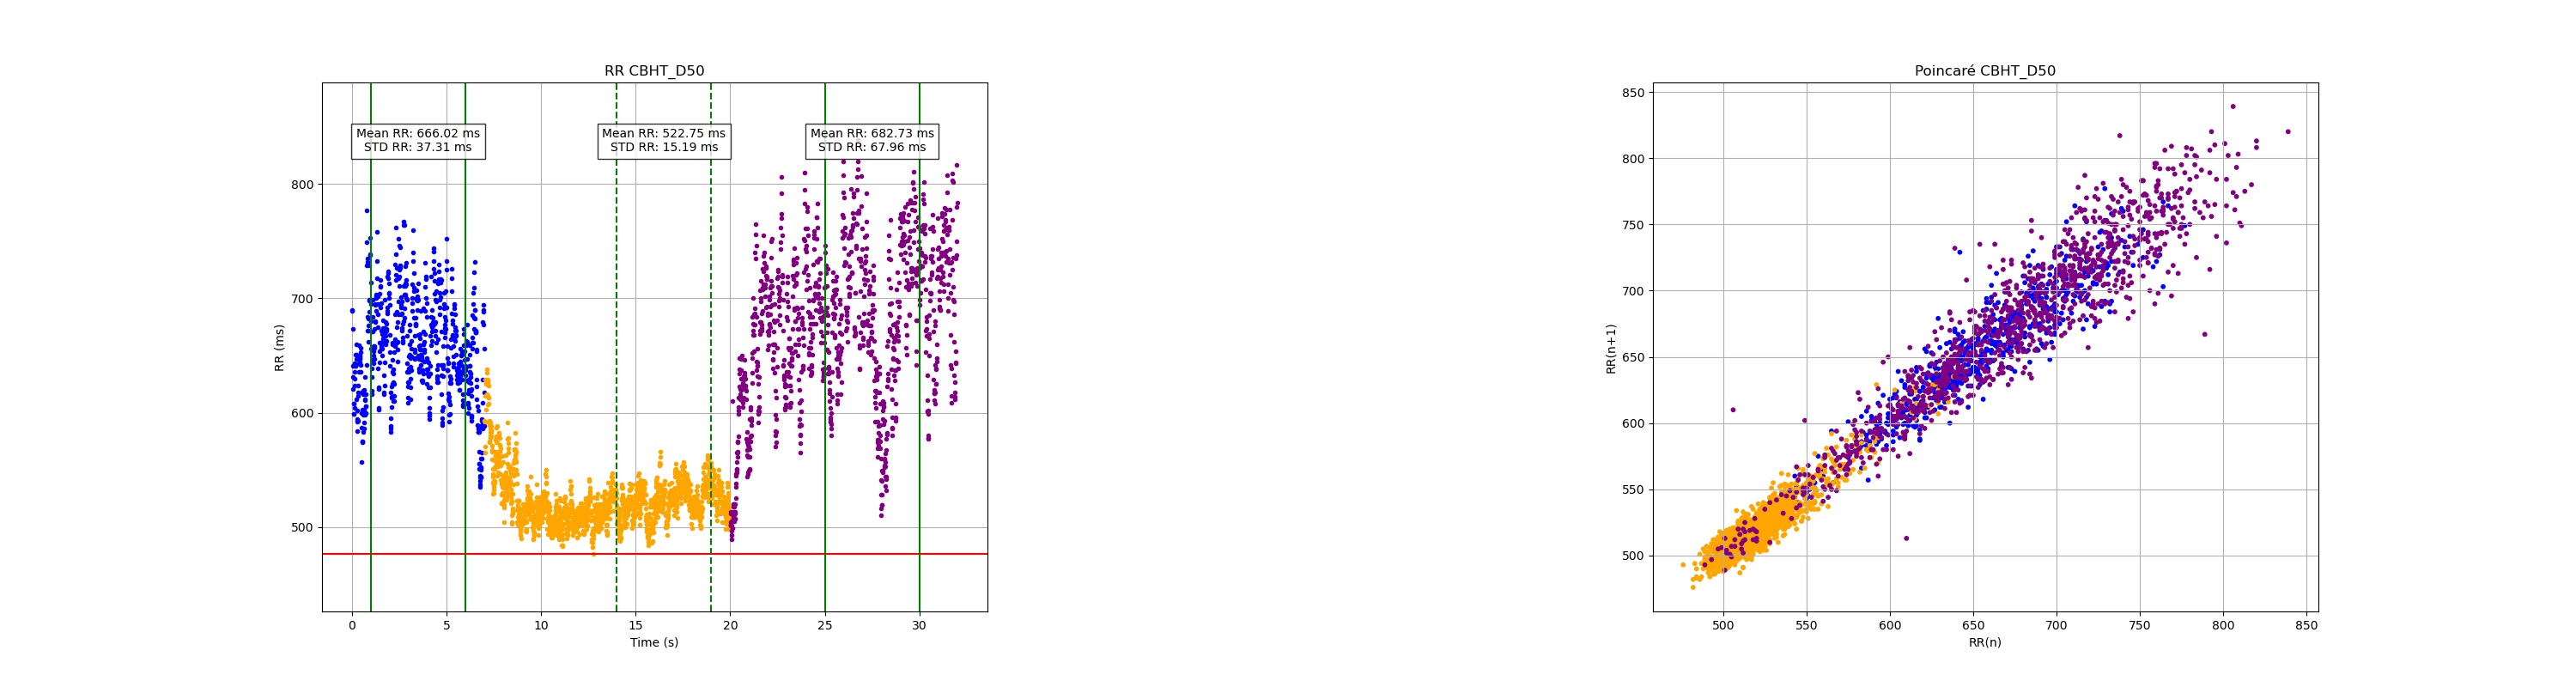 RR CBHT_D50
Mean RR: 666.02 ms
STD RR: 37.31 ms
Mean RR: 522.75 ms
STD RR: 15.19 ms
Mean RR: 682.73 ms
STD RR: 67.96 ms
800
700
600
500
RR (ms)
0 5 10 15 20 25 30
Time (s)
Poincaré CBHT_D50
850
800
750
700
650
600
550
500
RR(n+1)
500 550 600 650 700 750 800 850
RR(n)